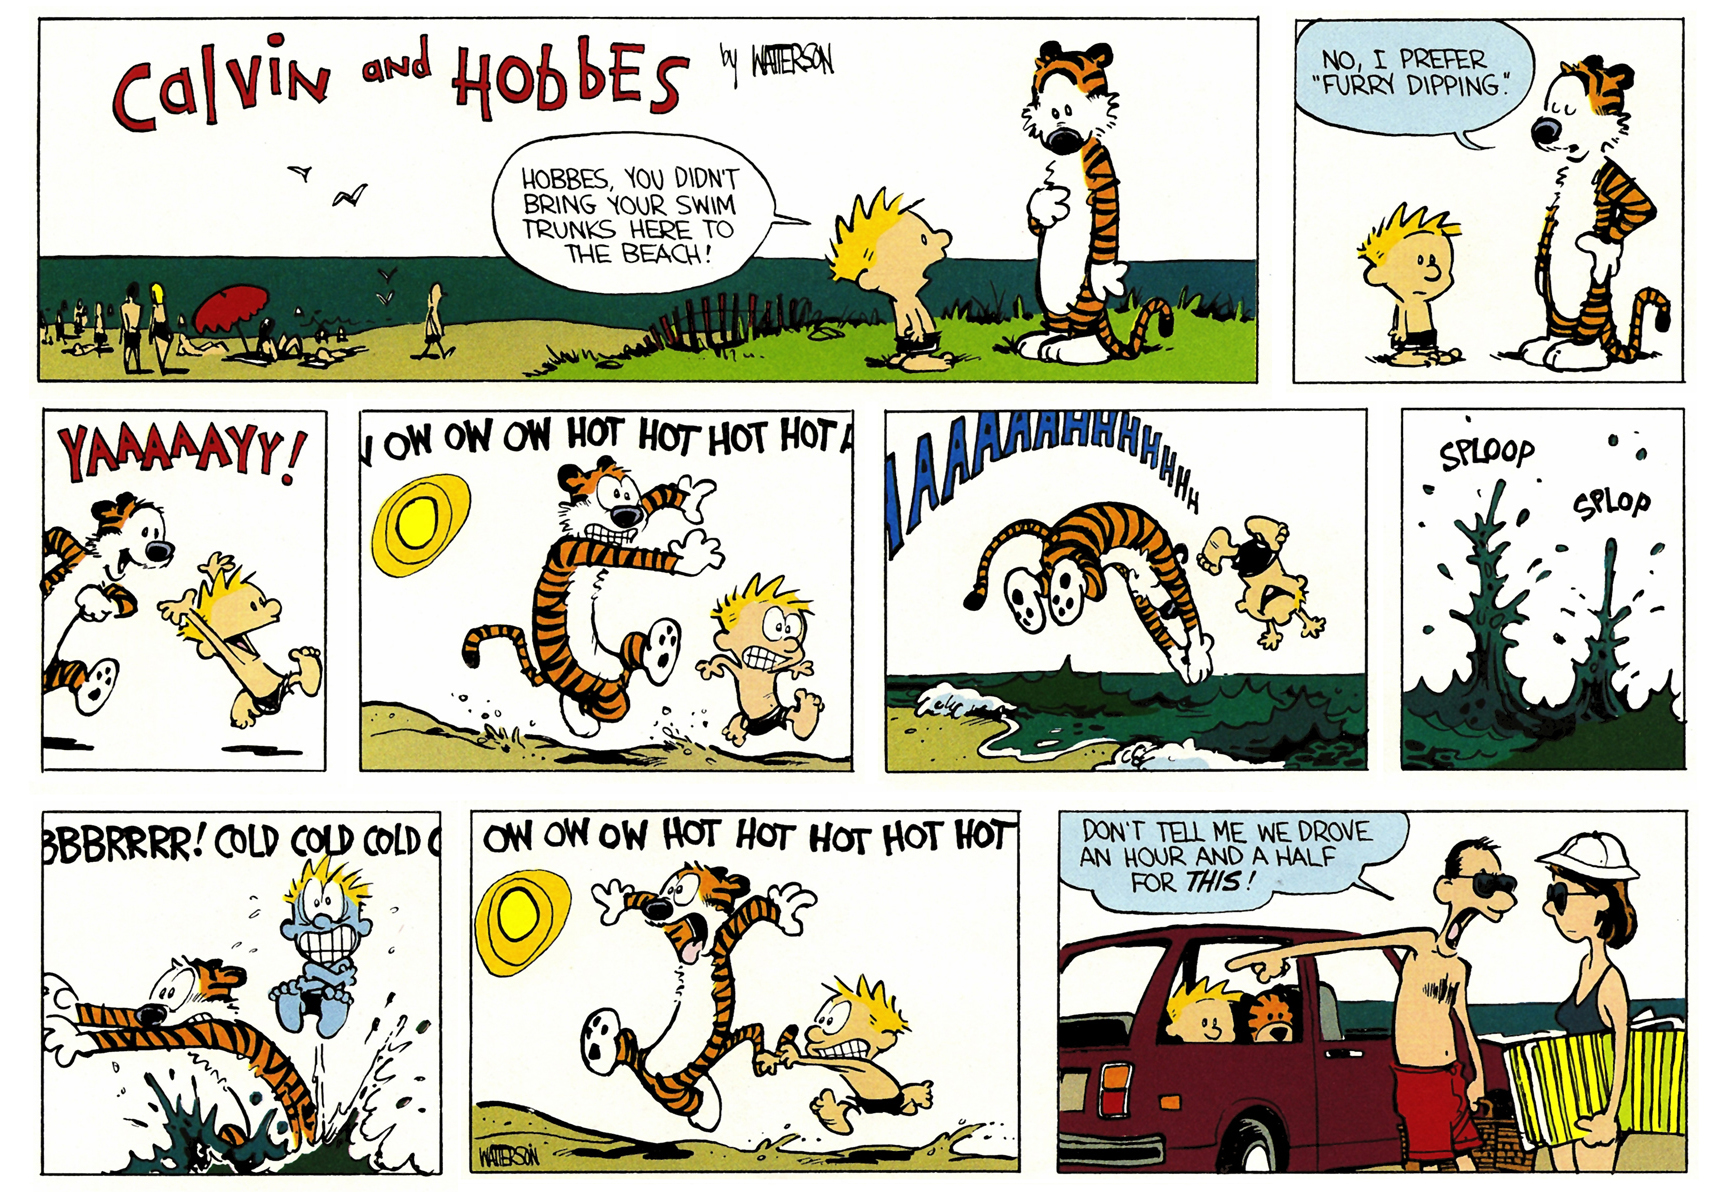 Calvin and HobbEs by WATTERSON
HOBBES, YOU DIDN'T
BRING YOUR SWIM
TRUNKS HERE TO
THE BEACH!
NO, I PREFER
"FURRY DIPPING."
YAAAAAYY!
OW OW OW HOT HOT HOT HOT
AAAAAAHHHHHHHHH
SPLOOP
SPLOP
BBBRRRR! COLD COLD COLD C
OW OW OW HOT HOT HOT HOT HOT
WATTERSON
DON'T TELL ME WE DROVE
AN HOUR AND A HALF
FOR THIS!